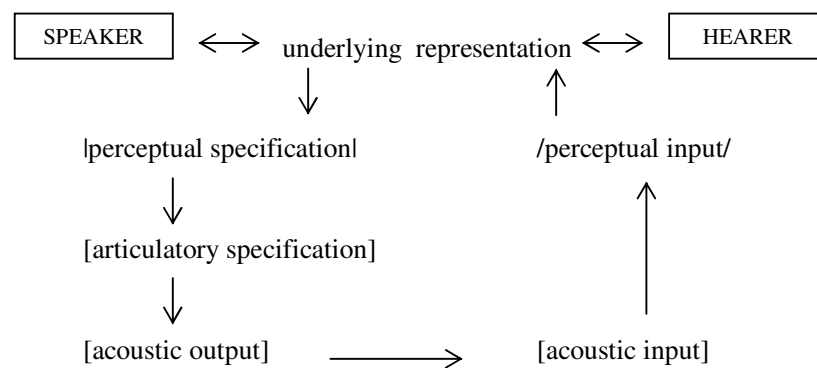 SPEAKER underlying representation HEARER
|perceptual specification| /perceptual input/
[articulatory specification]
[acoustic output] [acoustic input]